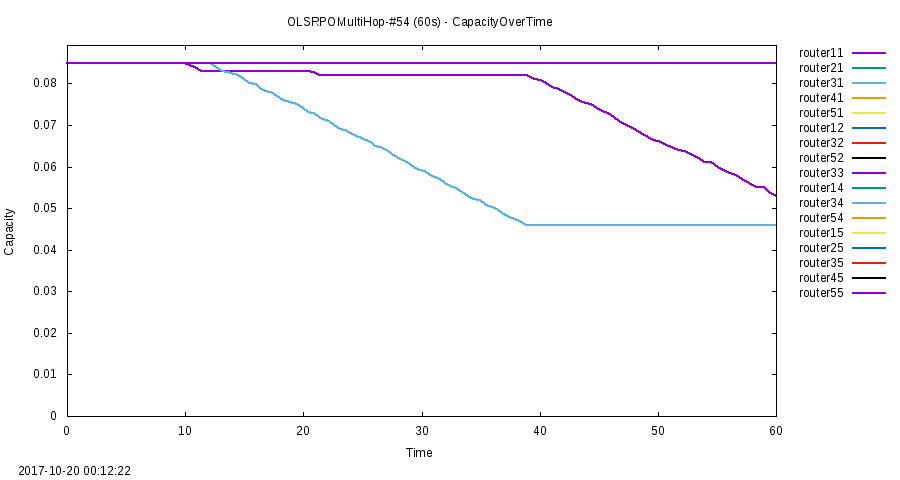 OLSRPOMultiHop-#54 (60s) - CapacityOverTime
router11
router21
router31
router41
router51
router12
router32
router52
router33
router14
router34
router54
router15
router25
router35
router45
router55
0.08
0.07
0.06
0.05
0.04
0.03
0.02
0.01
0
Capacity
0 10 20 30 40 50 60
Time
2017-10-20 00:12:22